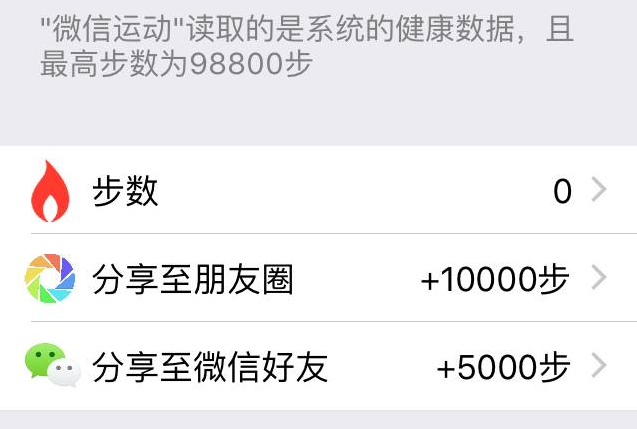 "微信运动"读取的是系统的健康数据，且
最高步数为98800步
步数 0
分享至朋友圈 +10000步
分享至微信好友 +5000步